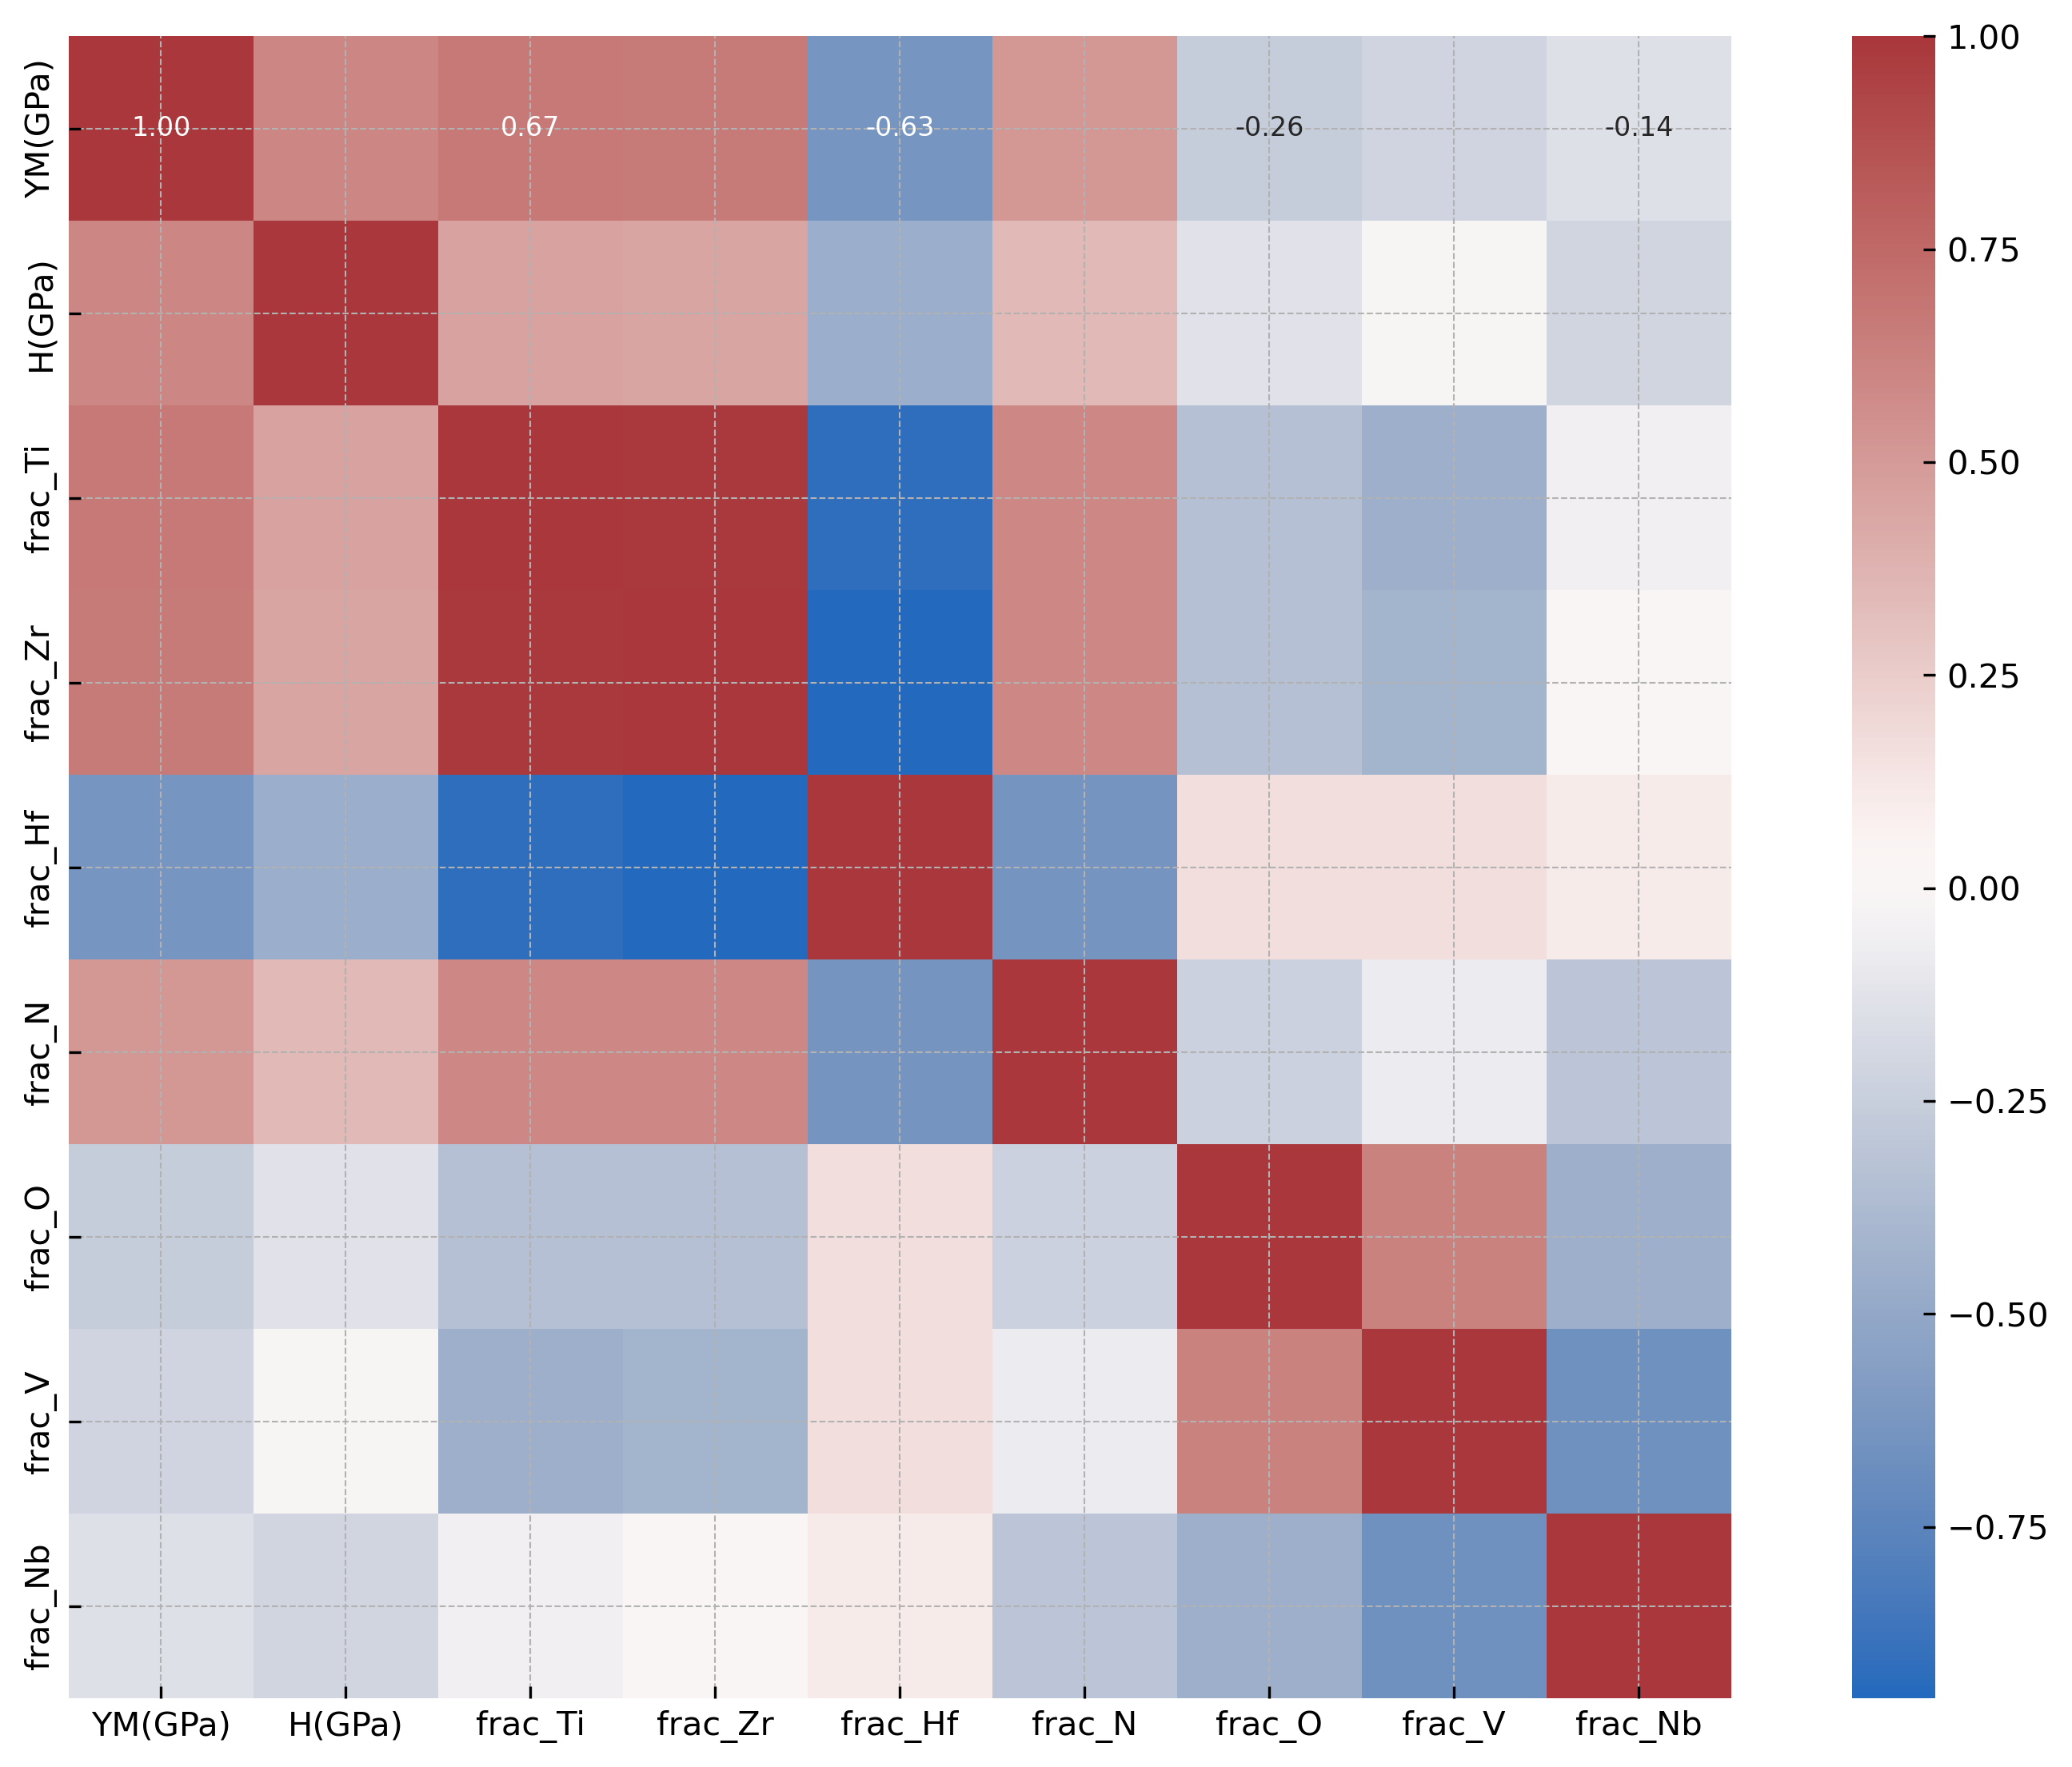 1.00
YM(GPa)
1.00 0.67 -0.63 -0.26 -0.14
0.75
H(GPa)
0.50
frac_Ti
0.25
frac_Zr
0.00
frac_Hf
−0.25
frac_N
frac_O
−0.50
frac_V
−0.75
frac_Nb
YM(GPa) H(GPa) frac_Ti frac_Zr frac_Hf frac_N frac_O frac_V frac_Nb